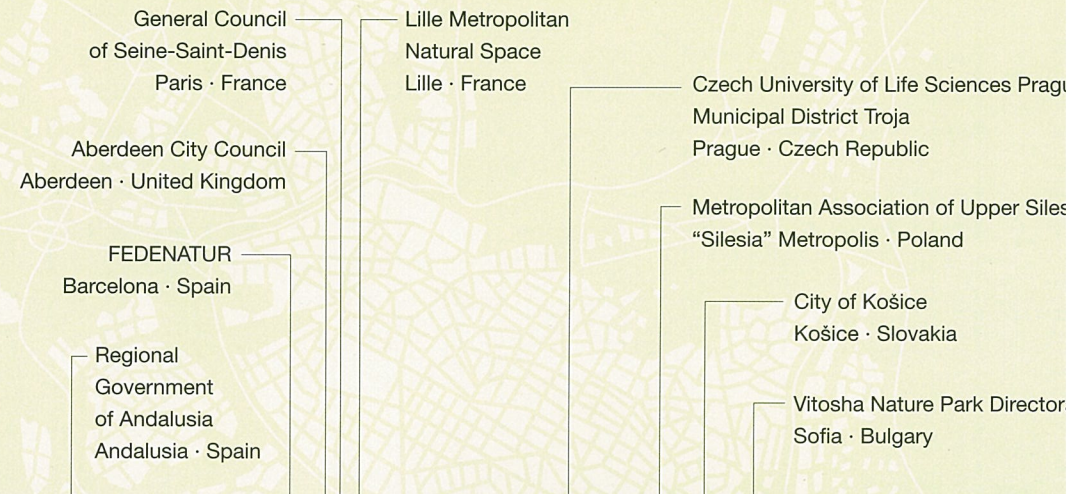 General Council
of Seine-Saint-Denis
Paris · France
Lille Metropolitan
Natural Space
Lille · France
Czech University of Life Sciences
Municipal District Troja
Prague · Czech Republic
Aberdeen City Council
Aberdeen · United Kingdom
Metropolitan Association of Upper
“Silesia” Metropolis · Poland
FEDENATUR
Barcelona · Spain
City of Košice
Košice · Slovakia
Regional
Government
of Andalusia
Andalusia · Spain
Vitosha Nature Park
Sofia · Bulgary